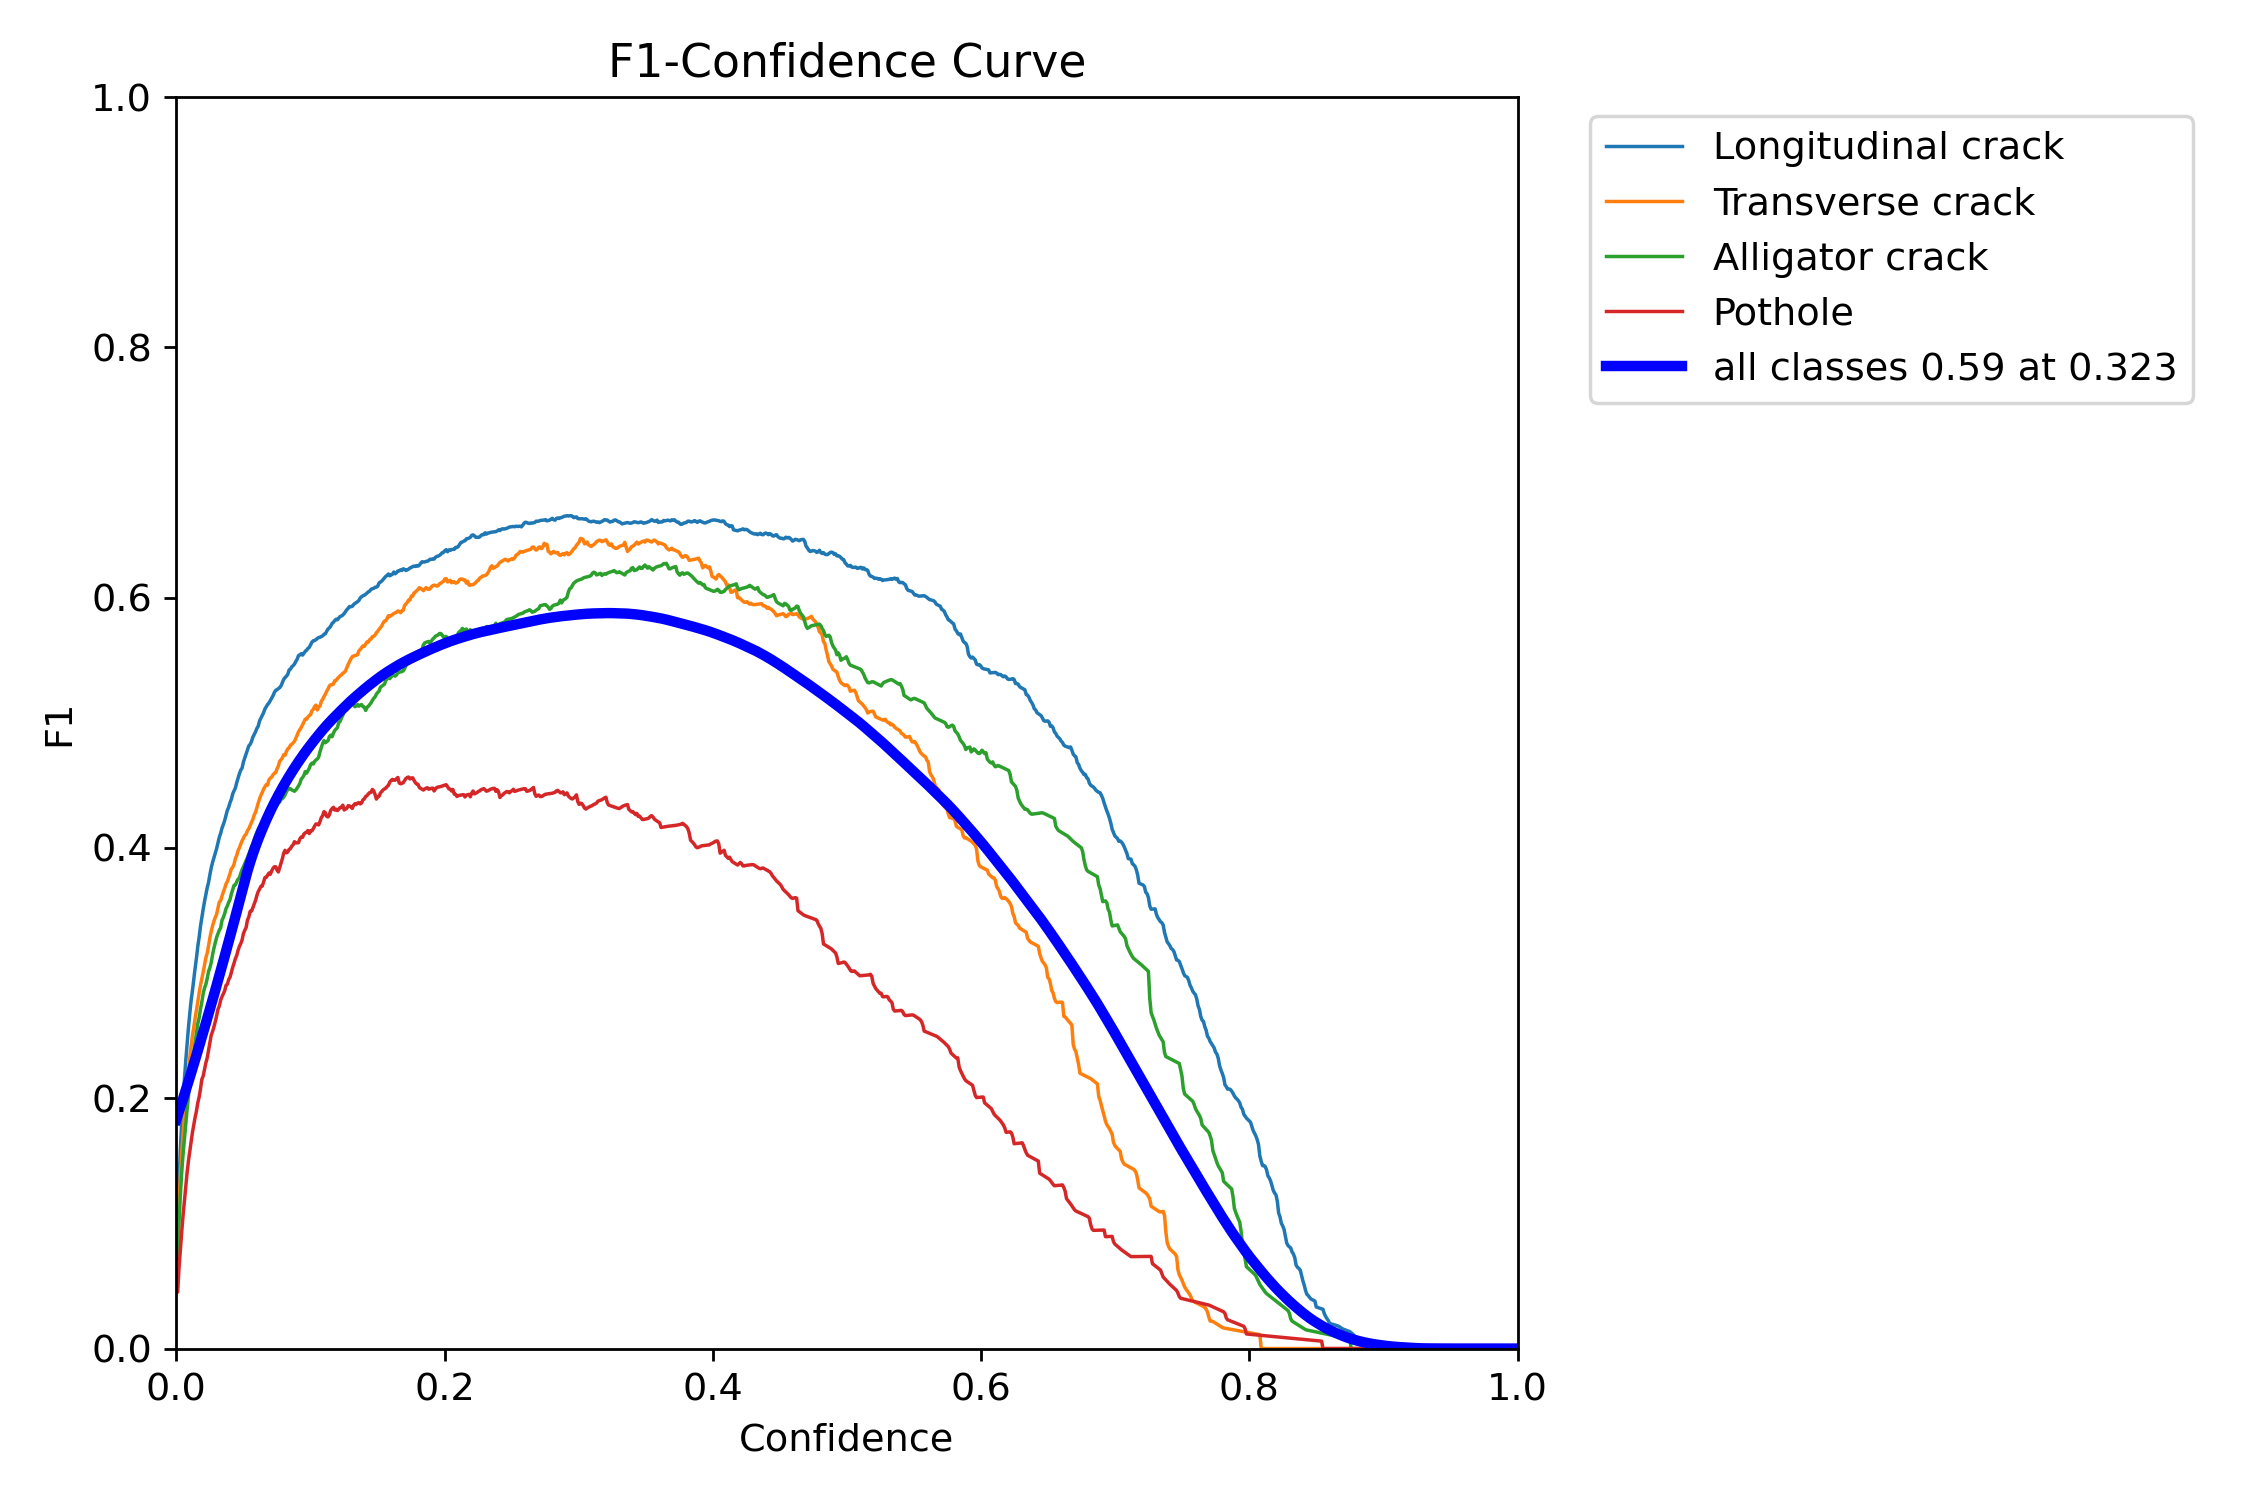 F1-Confidence Curve
1.0
0.8
0.6
0.4
0.2
0.0
F1
0.0 0.2 0.4 0.6 0.8 1.0
Confidence
Longitudinal crack
Transverse crack
Alligator crack
Pothole
all classes 0.59 at 0.323